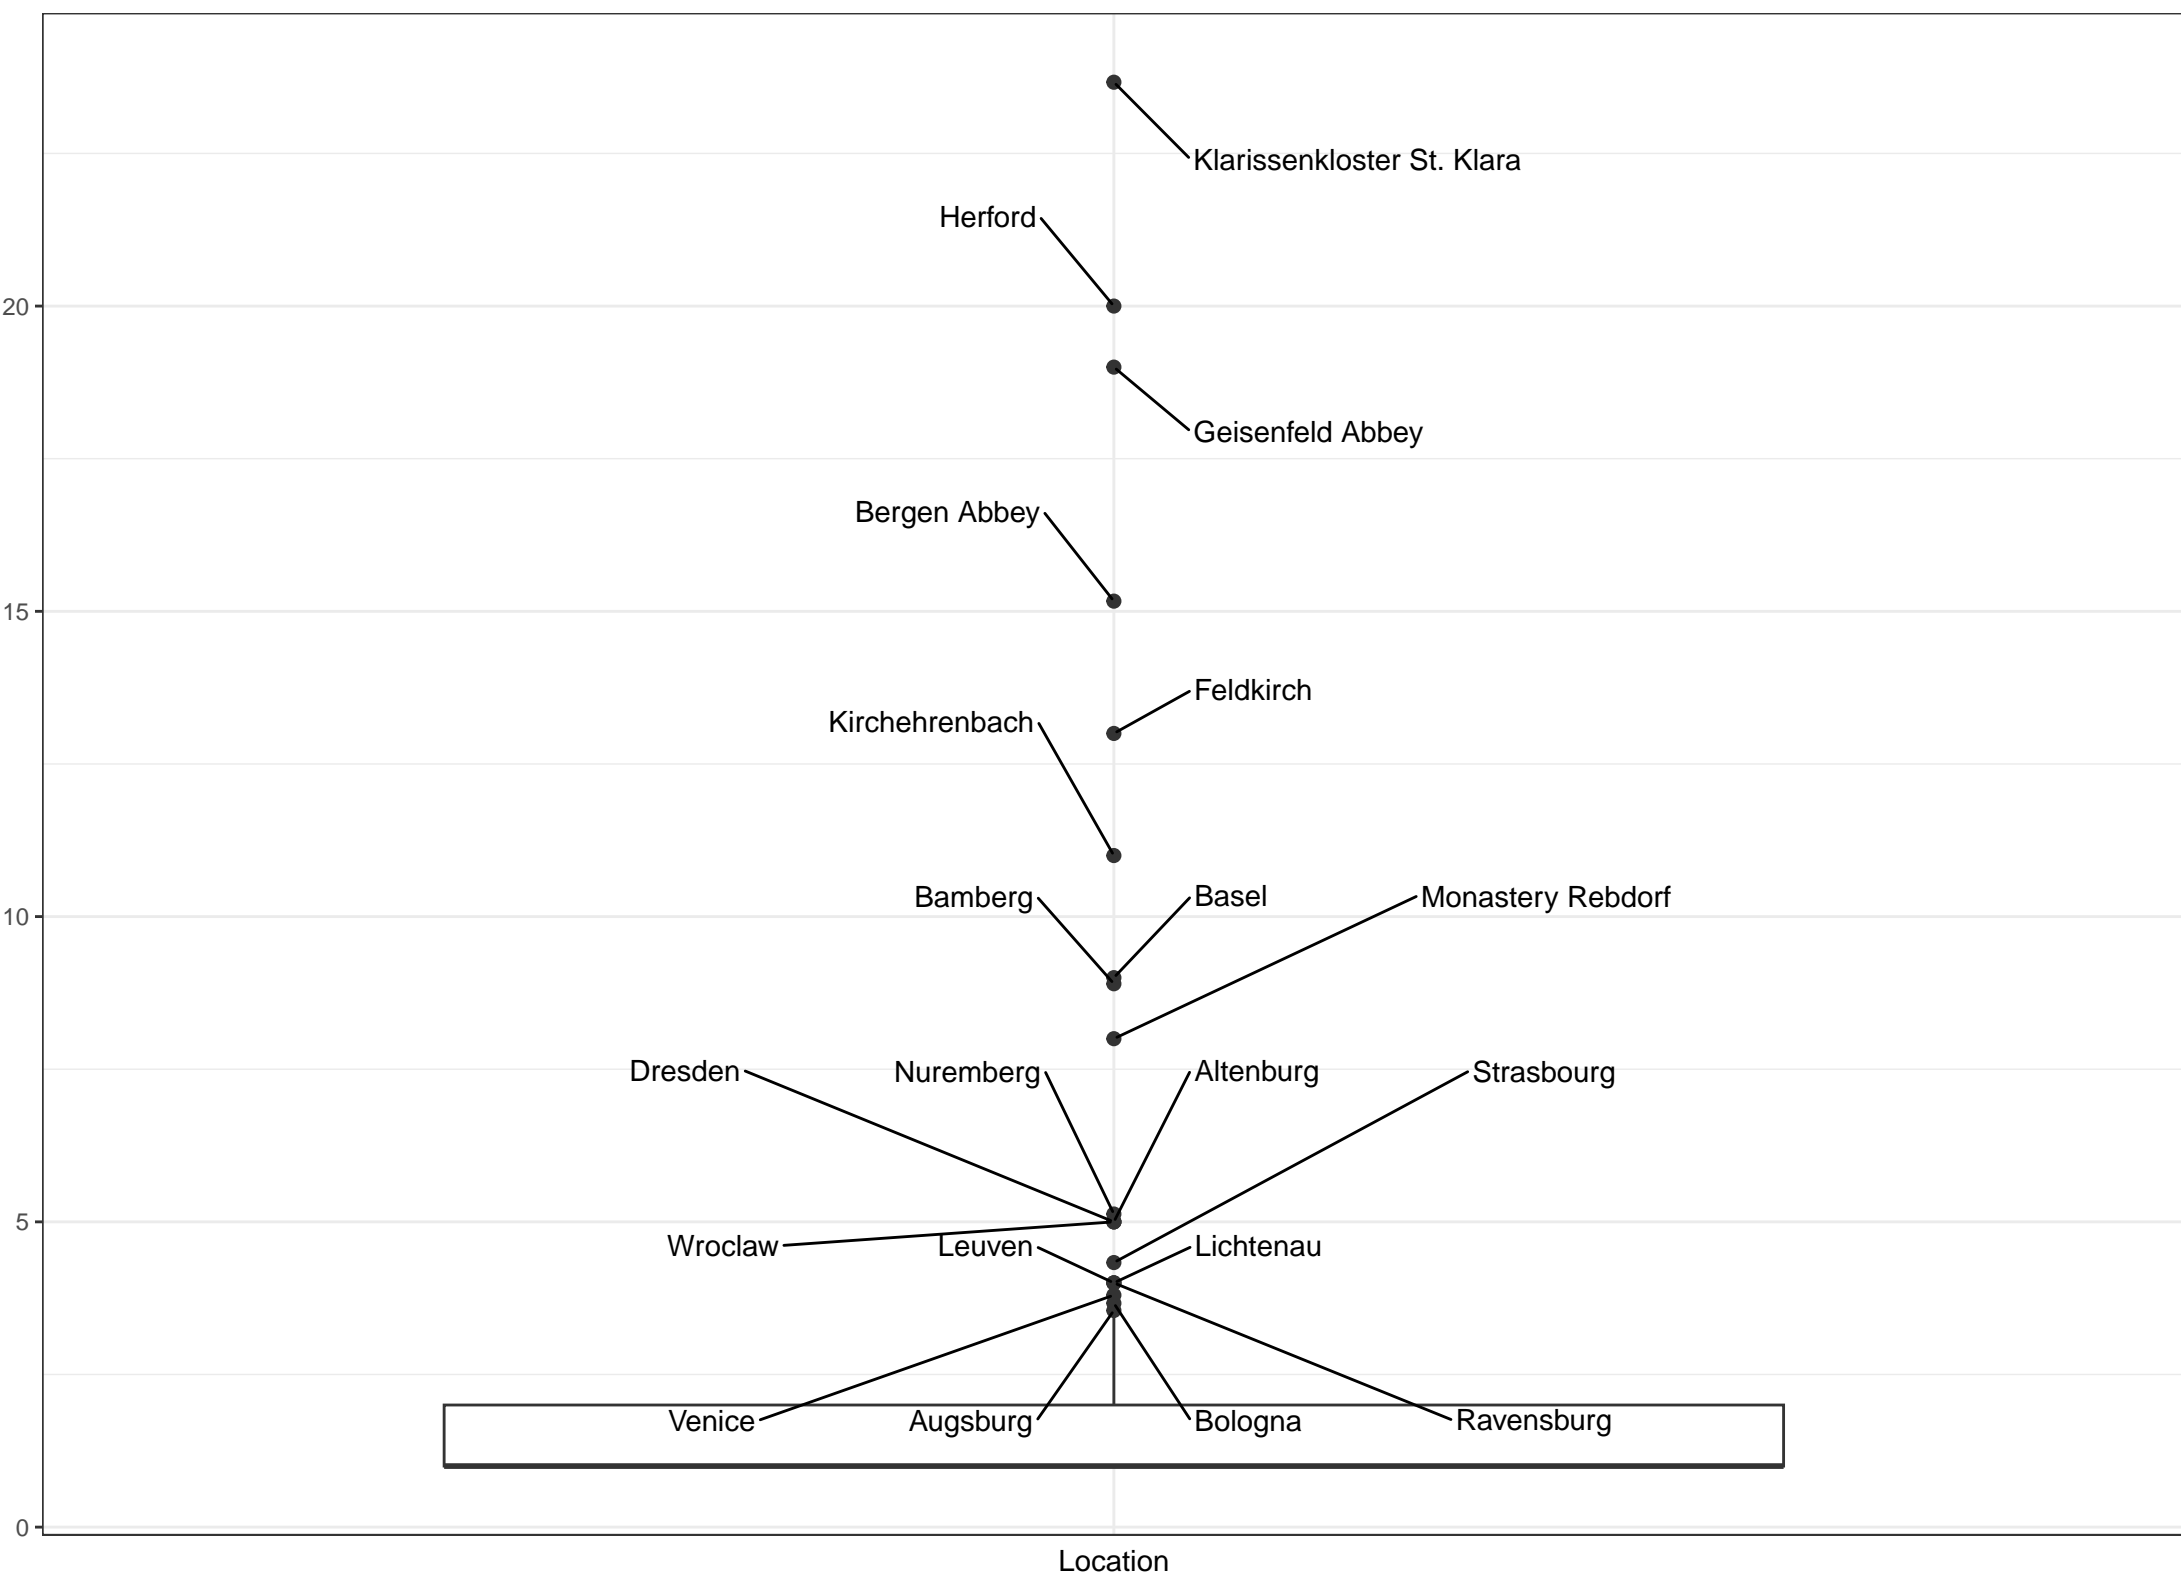 Klarissenkloster St. Klara
Herford
20
Geisenfeld Abbey
Bergen Abbey
15
Feldkirch
Kirchehrenbach
Bamberg Basel Monastery Rebdorf
10
Dresden Nuremberg Altenburg Strasbourg
5
Wroclaw Leuven Lichtenau
Venice Augsburg Bologna Ravensburg
0
Location